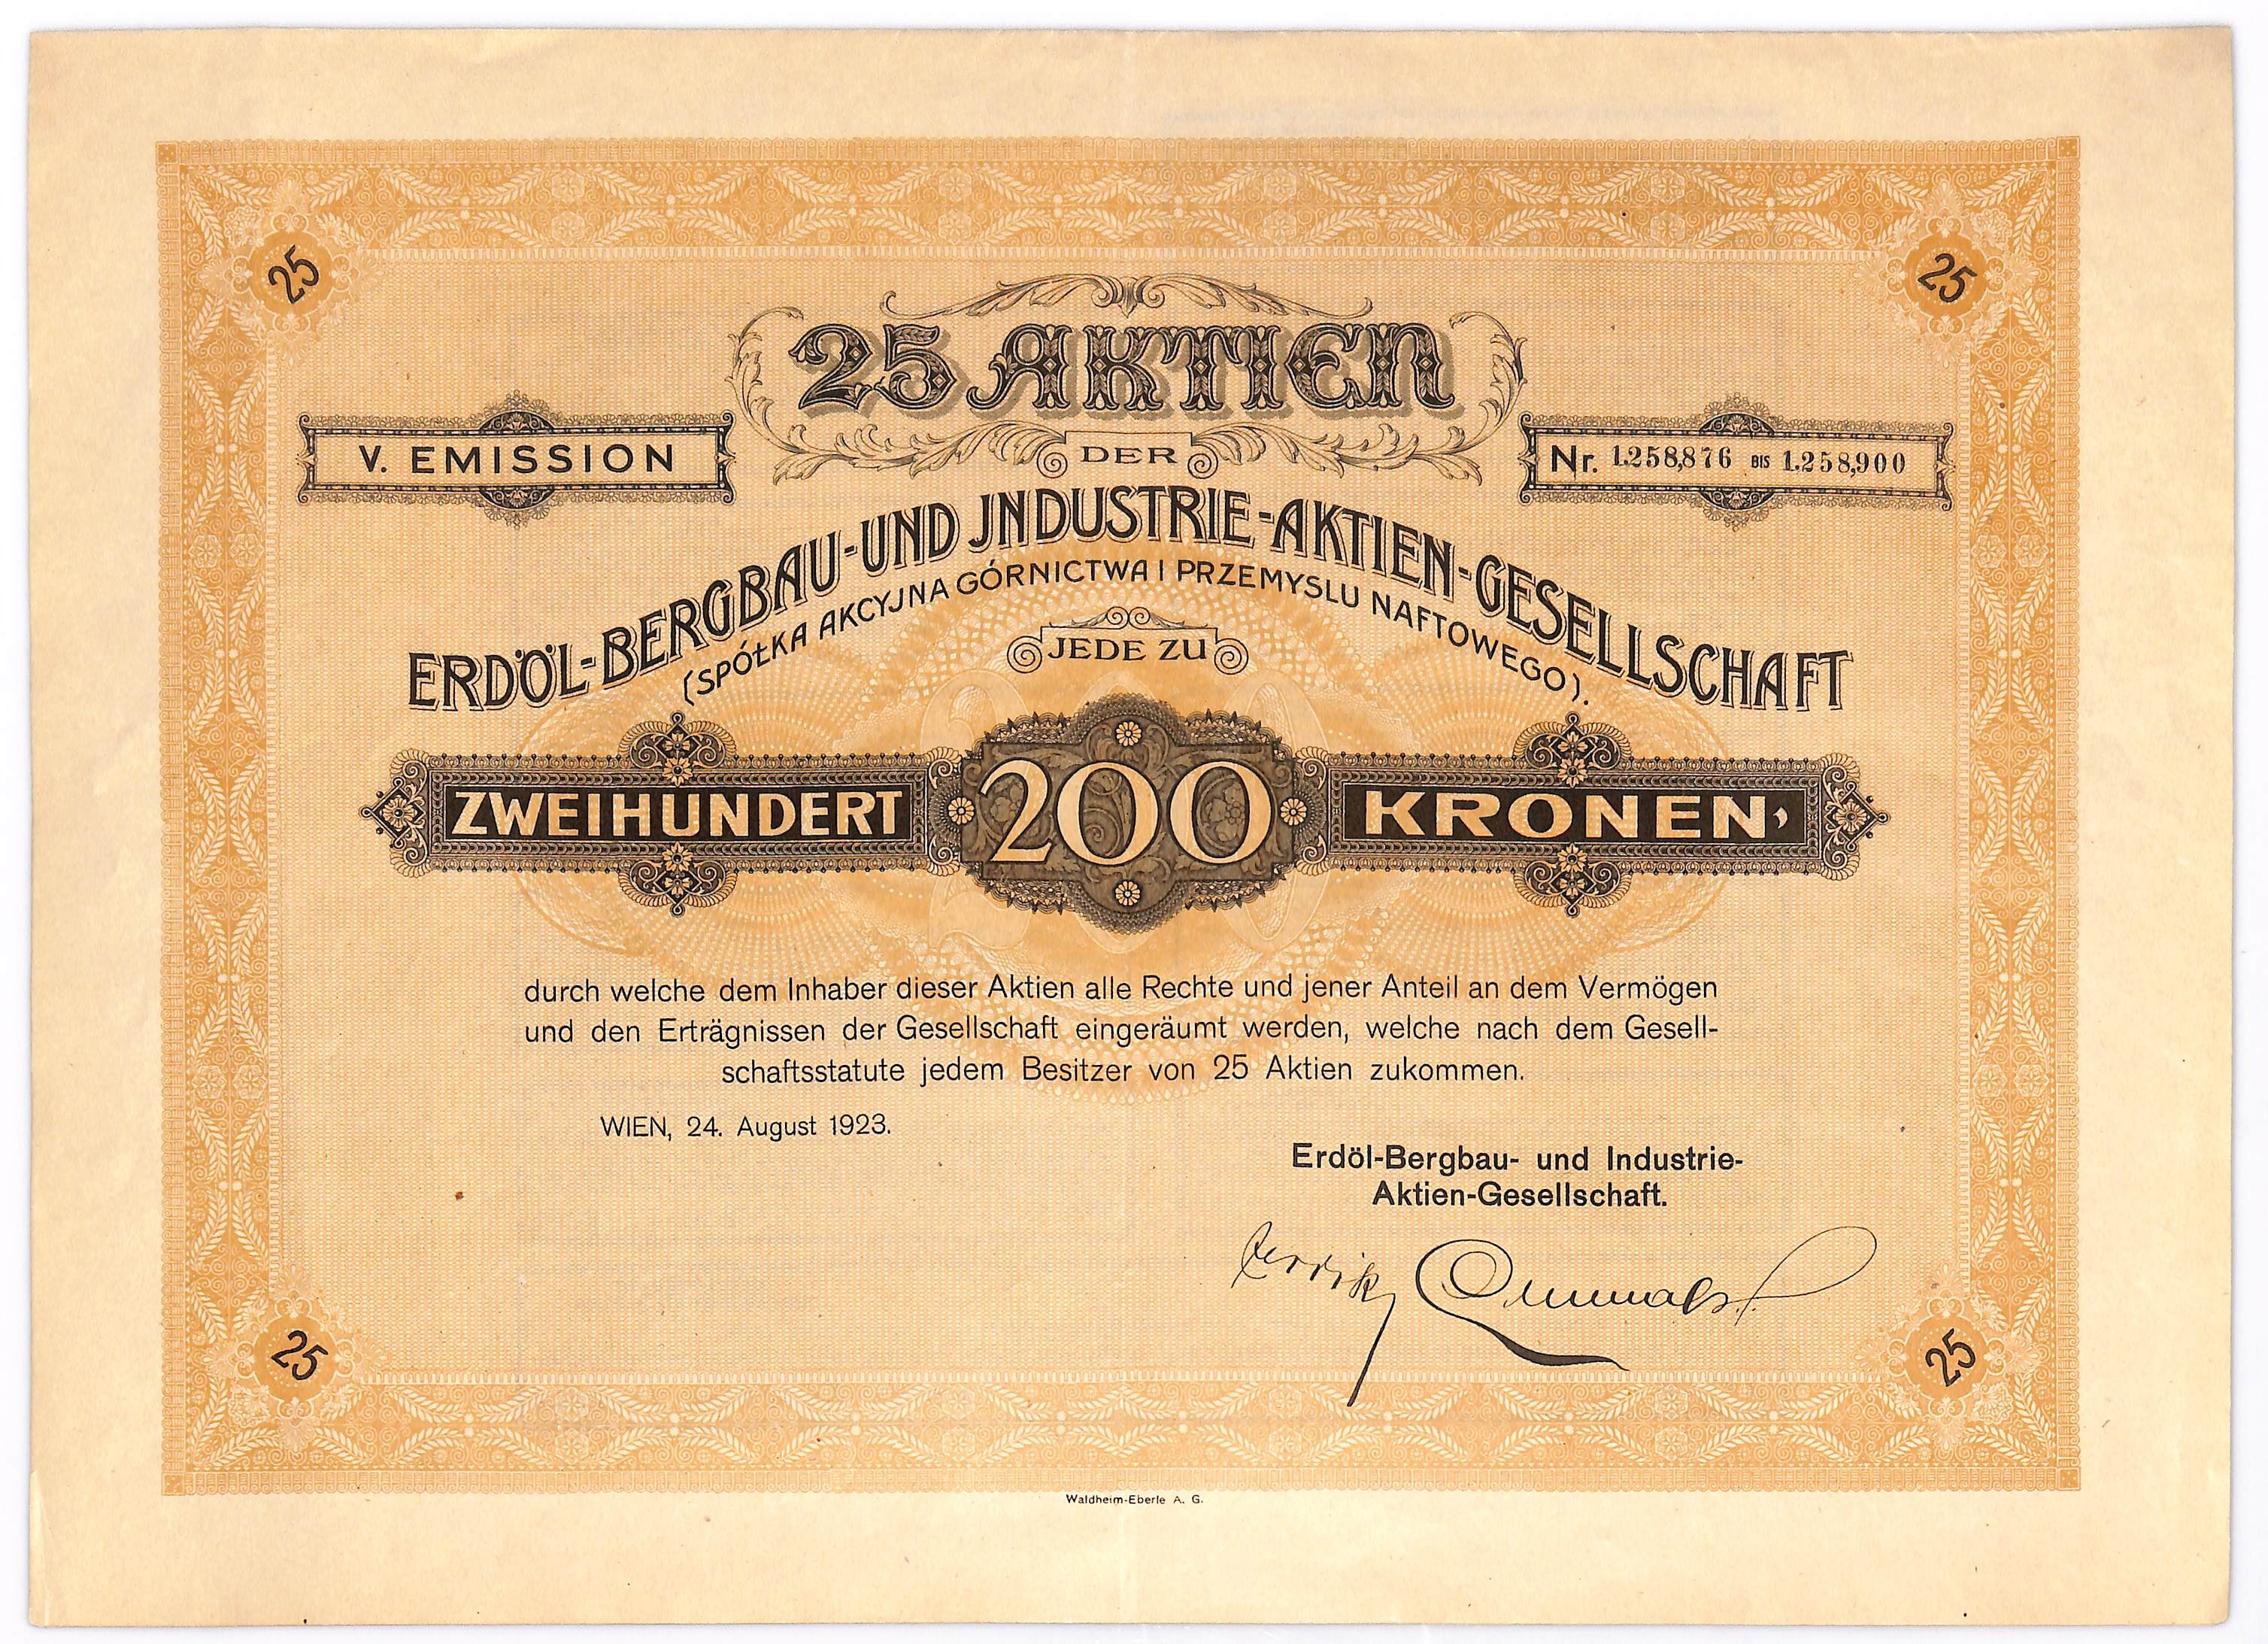 25
25
25 AKTIEN
DER
V. EMISSION
Nr. 1.258,876 BIS 1.258,900
ERDÖL-BERGBAU-UND JNDUSTRIE-AKTIEN-GESELLSCHAFT
(SPÓŁKA AKCYJNA GÓRNICTWA I PRZEMYSLU NAFTOWEGO).
JEDE ZU
ZWEIHUNDERT 200 KRONEN,
durch welche dem Inhaber dieser Aktien alle Rechte und jener Anteil an dem Vermögen
und den Erträgnissen der Gesellschaft eingeräumt werden, welche nach dem Gesell-
schaftsstatute jedem Besitzer von 25 Aktien zukommen.
WIEN, 24. August 1923.
Erdöl-Bergbau- und Industrie-
Aktien-Gesellschaft.
25
25
Waldheim-Eberle A. G.